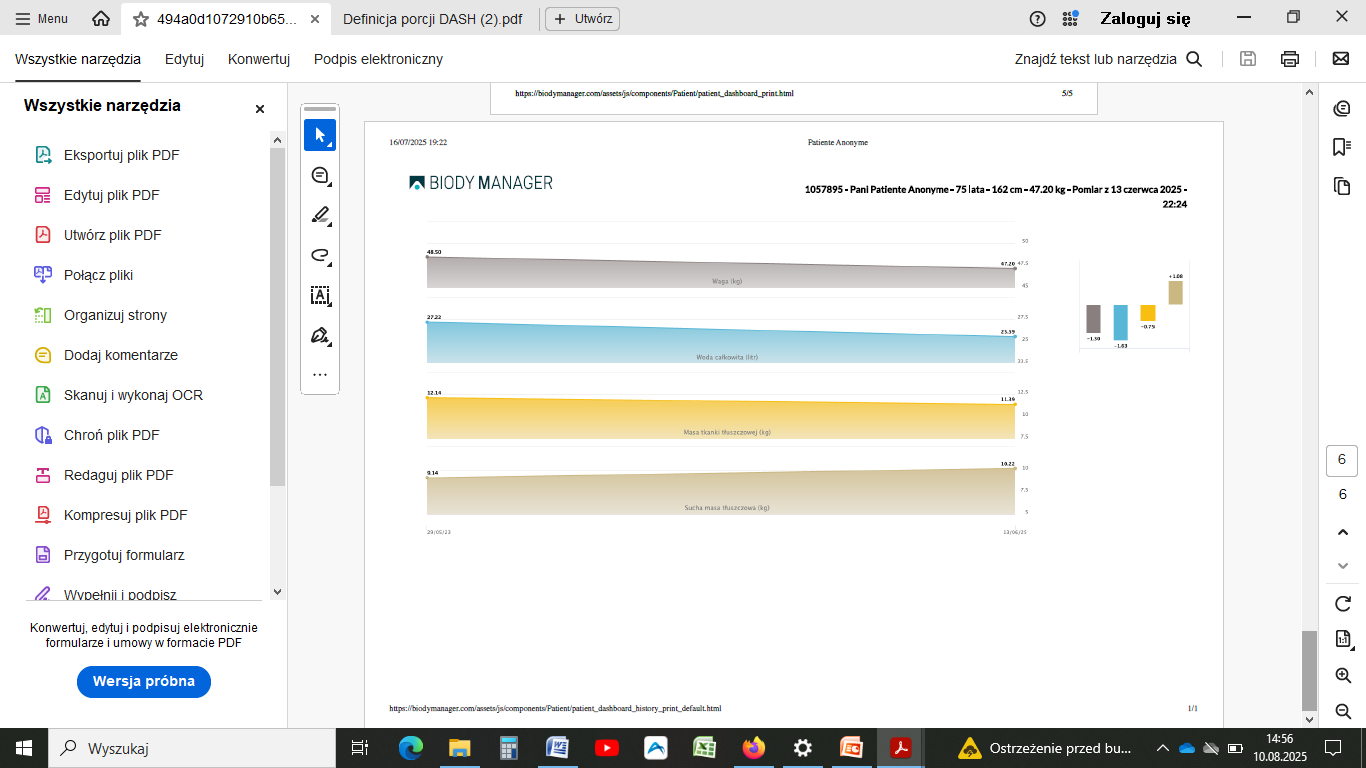 Menu
494a0d1072910b65...
Definicja porcji DASH (2).pdf
Utwórz
Zaloguj się
Wszystkie narzędzia
Edytuj
Konwertuj
Podpis elektroniczny
Znajdź tekst lub narzędzia
Wszystkie narzędzia
Eksportuj plik PDF
Edytuj plik PDF
Utwórz plik PDF
Połącz pliki
Organizuj strony
Dodaj komentarze
Skanuj i wykonaj OCR
Chroń plik PDF
Redaguj plik PDF
Kompresuj plik PDF
Przygotuj formularz
Wypełnij i podpisz
Konwertuj, edytuj i podpisuj elektronicznie
formularze i umowy w formacie PDF
Wersja próbna
https://biodymanager.com/assets/js/components/Patient/patient_dashboard_print.html
5/5
16/07/2025 19:22
Patiente Anonyme
BIODY MANAGER
1057895 - Pani Patiente Anonyme - 75 lata - 162 cm - 47.20 kg - Pomiar z 13 czerwca 2025 -
22:24
48.50
47.20
50
47.5
45
Waga (kg)
27.22
25.59
27.5
25
22.5
Woda całkowita (litr)
12.14
11.39
12.5
10
7.5
Masa tkanki tłuszczowej (kg)
9.14
10.22
10
7.5
5
Sucha masa tłuszczowa (kg)
29/05/23
13/06/25
+1.08
-1.30
-1.63
-0.75
https://biodymanager.com/assets/js/components/Patient/patient_dashboard_history_print_default.html
1/1
6
6
1:1
Wyszukaj
Ostrzeżenie przed bu...
14:56
10.08.2025